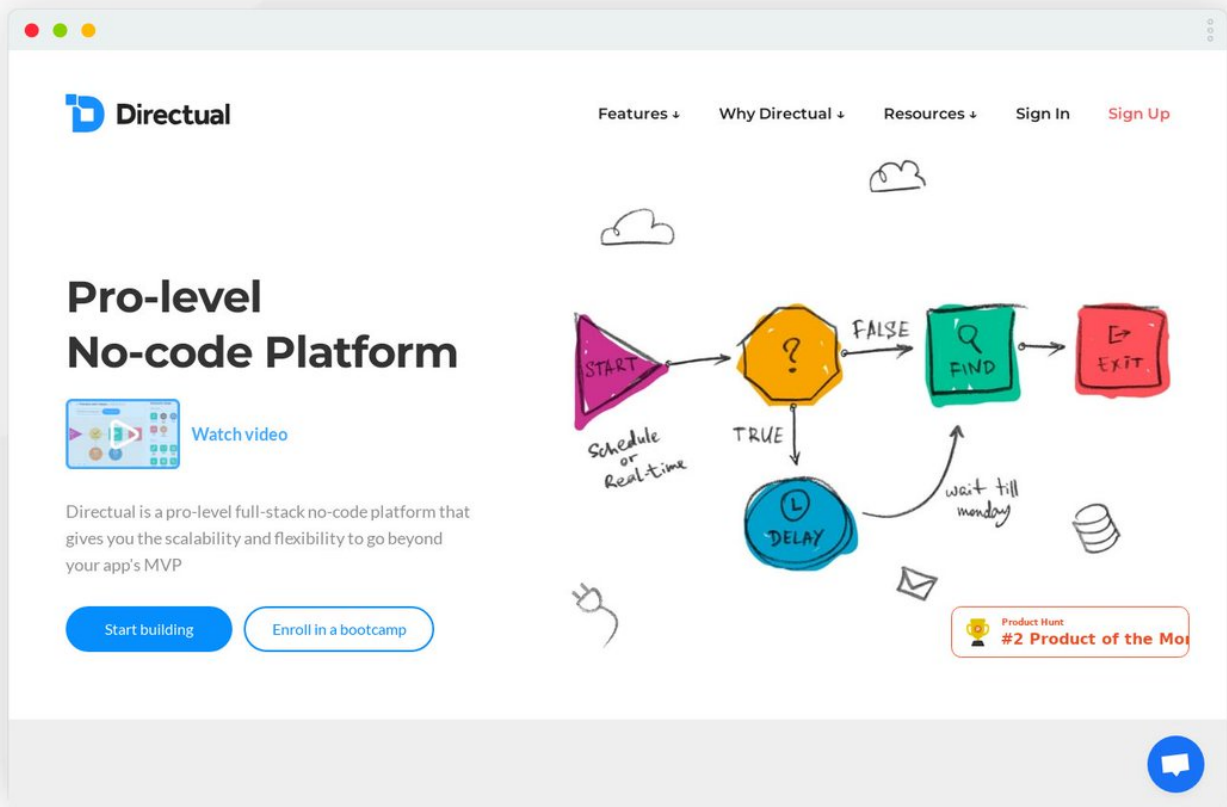 Directual
Features ↓ Why Directual ↓ Resources ↓ Sign In Sign Up
Pro-level
No-code Platform
Watch video
Directual is a pro-level full-stack no-code platform that
gives you the scalability and flexibility to go beyond
your app's MVP
Start building Enroll in a bootcamp
START
?
FALSE
FIND
EXIT
Schedule
or
Real-time
TRUE
DELAY
wait till
monday
Product Hunt
#2 Product of the